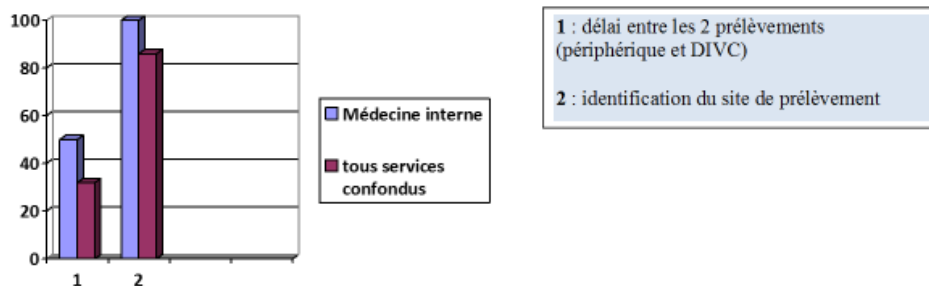 100
80
60
40
20
0
1
2
Médecine interne
tous services
confondus
1 : délai entre les 2 prélèvements
(périphérique et DIVC)
2 : identification du site de prélèvement